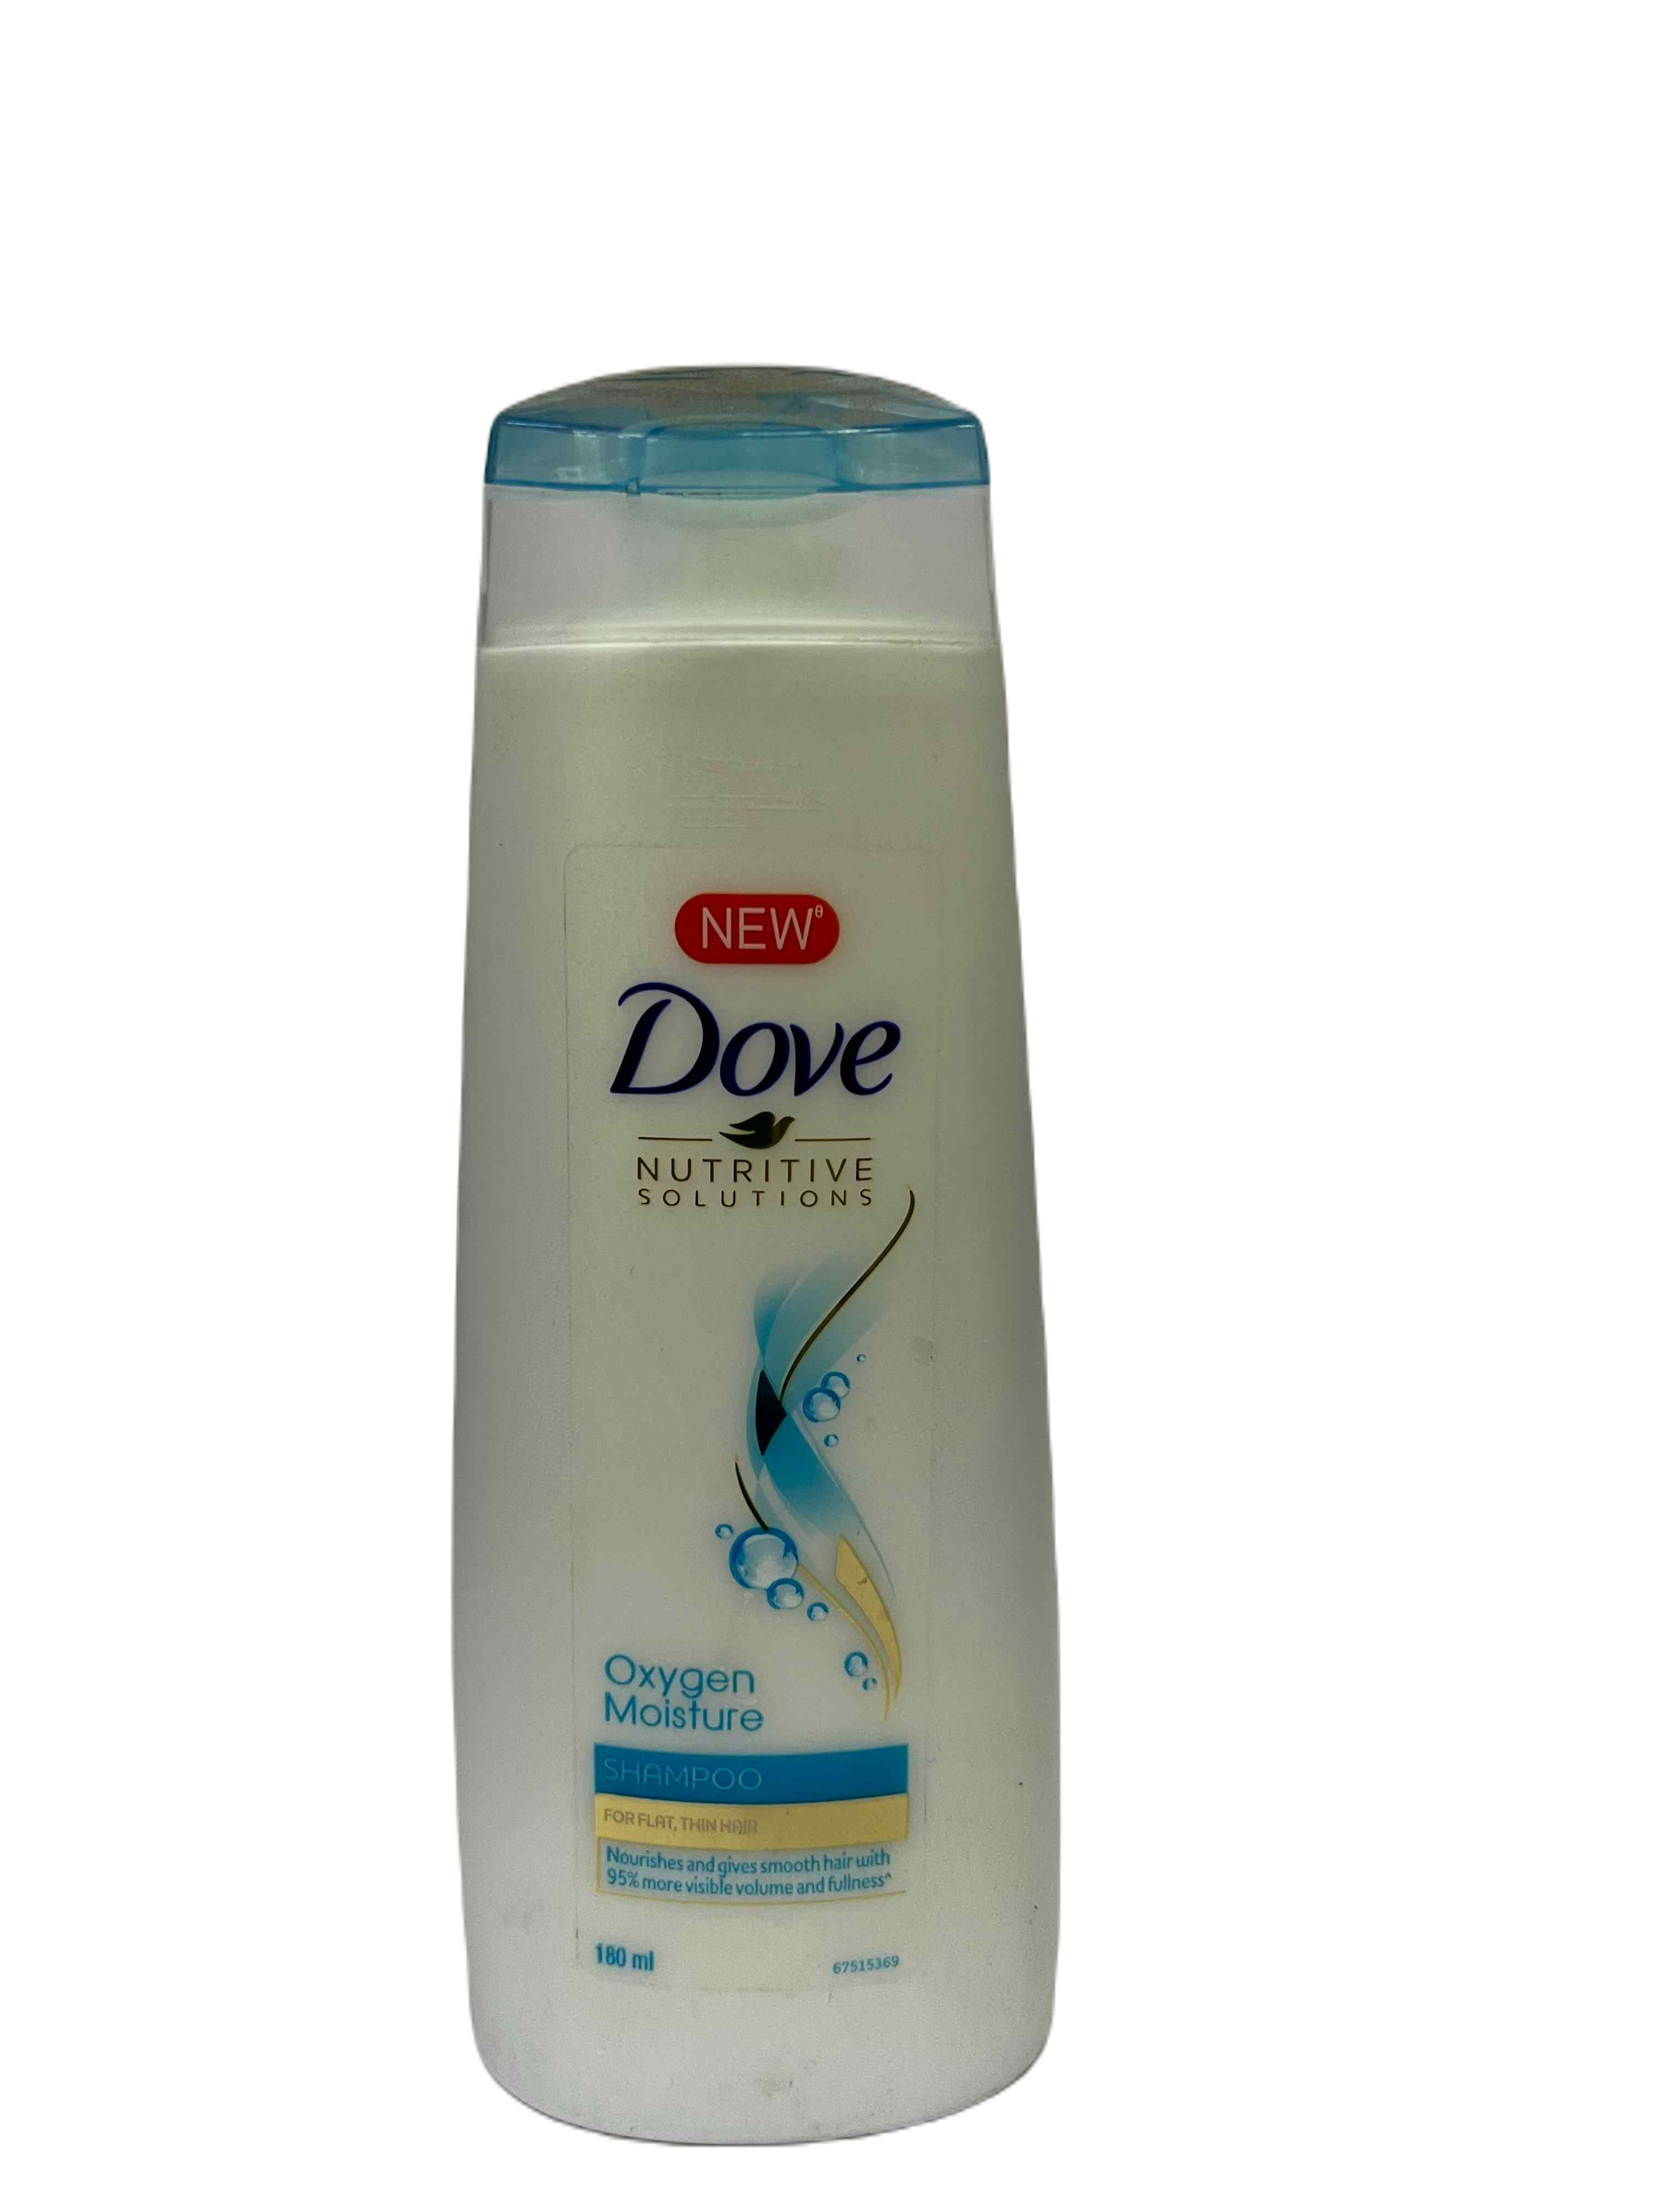 NEWθ
Dove
NUTRITIVE
SOLUTIONS
Oxygen
Moisture
SHAMPOO
FOR FLAT, THIN HAIR
Nourishes and gives smooth hair with
95% more visible volume and fullness^
180 ml
67515369